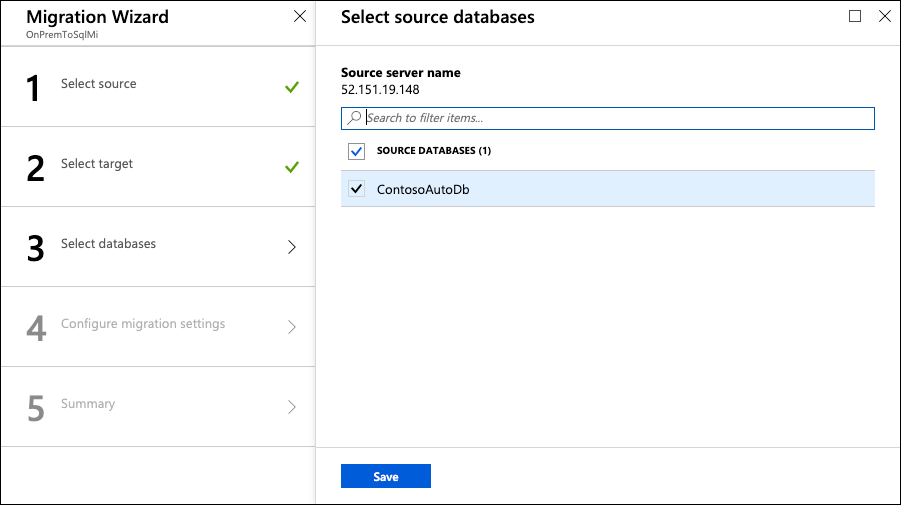 Migration Wizard
OnPremToSqlMi
1 Select source
2 Select target
3 Select databases
4 Configure migration settings
5 Summary
Select source databases
Source server name
52.151.19.148
Search to filter items...
SOURCE DATABASES (1)
ContosoAutoDb
Save